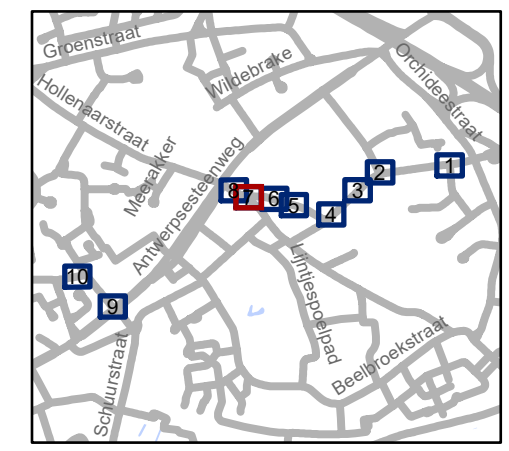 Groenstraat
Wildebrake
Orchideestraat
Hollenaarstraat
Meerakker
Antwerpsesteenweg
1
2
3
8
7
6
5
4
Lijntjespoelpad
10
9
Schuurstraat
Beelbroekstraat